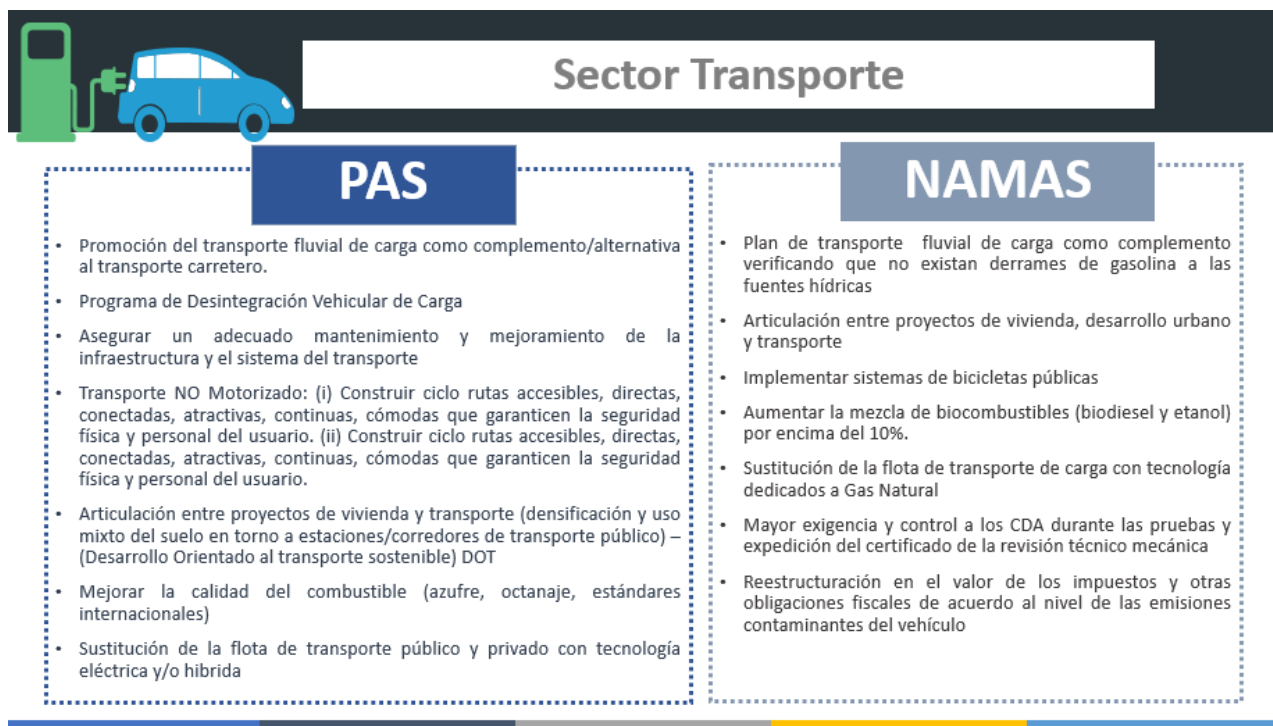 Sector Transporte
PAS
• Promoción del transporte fluvial de carga como complemento/alternativa
al transporte carretero.
• Programa de Desintegración Vehicular de Carga
• Asegurar un adecuado mantenimiento y mejoramiento de la
infraestructura y el sistema del transporte
• Transporte NO Motorizado: (i) Construir ciclo rutas accesibles, directas,
conectadas, atractivas, continuas, cómodas que garanticen la seguridad
física y personal del usuario. (ii) Construir ciclo rutas accesibles, directas,
conectadas, atractivas, continuas, cómodas que garanticen la seguridad
física y personal del usuario.
• Articulación entre proyectos de vivienda y transporte (densificación y uso
mixto del suelo en torno a estaciones/corredores de transporte público) –
(Desarrollo Orientado al transporte sostenible) DOT
• Mejorar la calidad del combustible (azufre, octanaje, estándares
internacionales)
• Sustitución de la flota de transporte público y privado con tecnología
eléctrica y/o hibrida
NAMAS
• Plan de transporte fluvial de carga como complemento
verificando que no existan derrames de gasolina a las
fuentes hídricas
• Articulación entre proyectos de vivienda, desarrollo urbano
y transporte
• Implementar sistemas de bicicletas públicas
• Aumentar la mezcla de biocombustibles (biodiesel y etanol)
por encima del 10%.
• Sustitución de la flota de transporte de carga con tecnología
dedicados a Gas Natural
• Mayor exigencia y control a los CDA durante las pruebas y
expedición del certificado de la revisión técnico mecánica
• Reestructuración en el valor de los impuestos y otras
obligaciones fiscales de acuerdo al nivel de las emisiones
contaminantes del vehículo